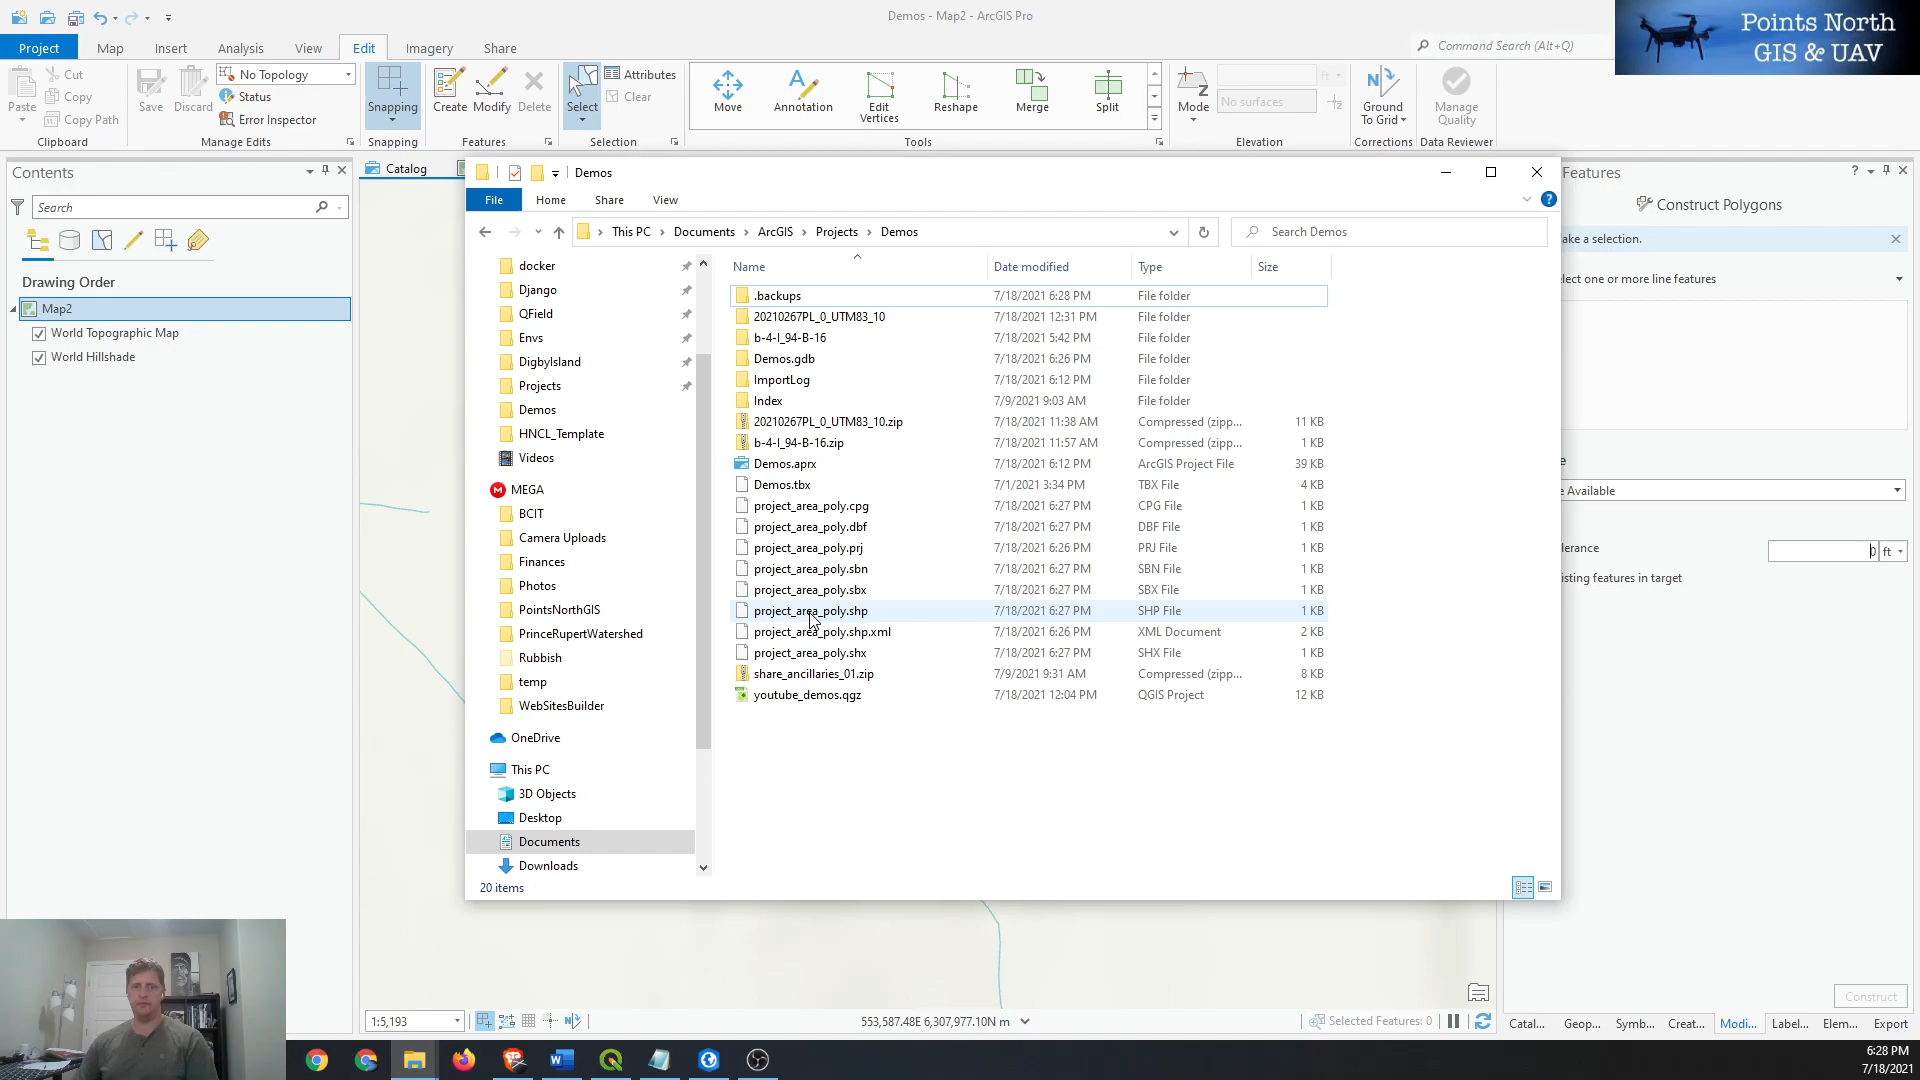 Demos - Map2 - ArcGIS Pro
Points North
GIS & UAV
Project Map Insert Analysis View Edit Imagery Share
Command Search (Alt+Q)
Paste
Cut
Copy
Copy Path
Clipboard
Save
Discard
No Topology
Status
Error Inspector
Manage Edits
Snapping
Snapping
Create
Modify
Delete
Features
Select
Attributes
Clear
Selection
Move
Annotation
Edit
Vertices
Reshape
Merge
Split
Tools
Mode
ft
No surfaces
Elevation
Ground
To Grid
Corrections
Manage
Quality
Data Reviewer
Contents
Search
Drawing Order
Map2
World Topographic Map
World Hillshade
Catalog
Demos
File Home Share View
This PC > Documents > ArcGIS > Projects > Demos
Search Demos
docker
Django
QField
Envs
DigbyIsland
Projects
Demos
HNCL_Template
Videos
MEGA
BCIT
Camera Uploads
Finances
Photos
PointsNorthGIS
PrinceRupertWatershed
Rubbish
temp
WebSitesBuilder
OneDrive
This PC
3D Objects
Desktop
Documents
Downloads
Name Date modified Type Size
.backups 7/18/2021 6:28 PM File folder
20210267PL_0_UTM83_10 7/18/2021 12:31 PM File folder
b-4-I_94-B-16 7/18/2021 5:42 PM File folder
Demos.gdb 7/18/2021 6:26 PM File folder
ImportLog 7/18/2021 6:12 PM File folder
Index 7/9/2021 9:03 AM File folder
20210267PL_0_UTM83_10.zip 7/18/2021 11:38 AM Compressed (zipp... 11 KB
b-4-I_94-B-16.zip 7/18/2021 11:57 AM Compressed (zipp... 1 KB
Demos.aprx 7/18/2021 6:12 PM ArcGIS Project File 39 KB
Demos.tbx 7/1/2021 3:34 PM TBX File 4 KB
project_area_poly.cpg 7/18/2021 6:27 PM CPG File 1 KB
project_area_poly.dbf 7/18/2021 6:27 PM DBF File 1 KB
project_area_poly.prj 7/18/2021 6:26 PM PRJ File 1 KB
project_area_poly.sbn 7/18/2021 6:27 PM SBN File 1 KB
project_area_poly.sbx 7/18/2021 6:27 PM SBX File 1 KB
project_area_poly.shp 7/18/2021 6:27 PM SHP File 1 KB
project_area_poly.shp.xml 7/18/2021 6:26 PM XML Document 2 KB
project_area_poly.shx 7/18/2021 6:27 PM SHX File 1 KB
share_ancillaries_01.zip 7/9/2021 9:31 AM Compressed (zipp... 8 KB
youtube_demos.qgz 7/18/2021 12:04 PM QGIS Project 12 KB
20 items
Features
Construct Polygons
ake a selection.
lect one or more line features
e
e Available
lerance
0 ft
isting features in target
Construct
1:5,193
553,587.48E 6,307,977.10N m
Selected Features: 0
Catal... Geop... Symb... Creat... Modi... Label... Elem... Export
6:28 PM
7/18/2021